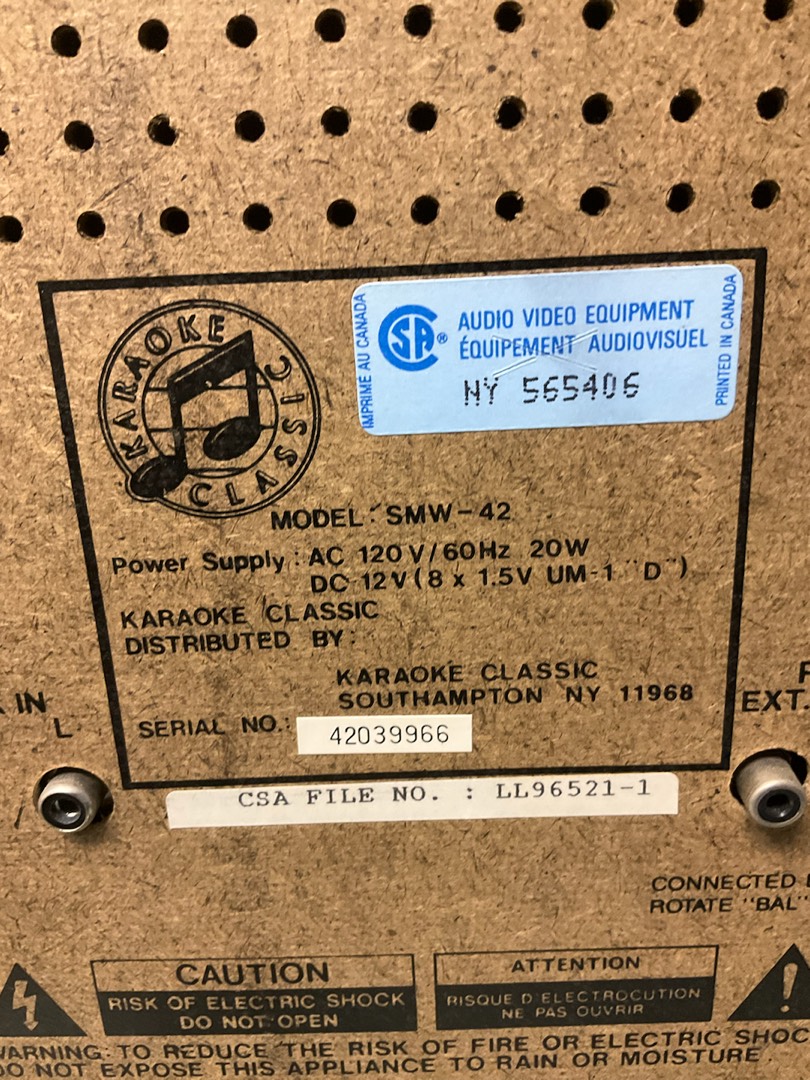 KARAOKE CLASSIC
IMPRIMÉ AU CANADA
CSA®
AUDIO VIDEO EQUIPMENT
ÉQUIPEMENT AUDIOVISUEL
NY 565406
PRINTED IN CANADA
MODEL: SMW-42
Power Supply: AC 120V/60Hz 20W
DC 12V (8 x 1.5V UM-1 "D")
KARAOKE CLASSIC
DISTRIBUTED BY:
KARAOKE CLASSIC
SOUTHAMPTON NY 11968
SERIAL NO.: 42039966
IN
L
EXT.
CSA FILE NO. : LL96521-1
CONNECTED
ROTATE "BAL"
CAUTION
RISK OF ELECTRIC SHOCK
DO NOT OPEN
ATTENTION
RISQUE D'ELECTROCUTION
NE PAS OUVRIR
WARNING: TO REDUCE THE RISK OF FIRE OR ELECTRIC SHOC
DO NOT EXPOSE THIS APPLIANCE TO RAIN OR MOISTURE.